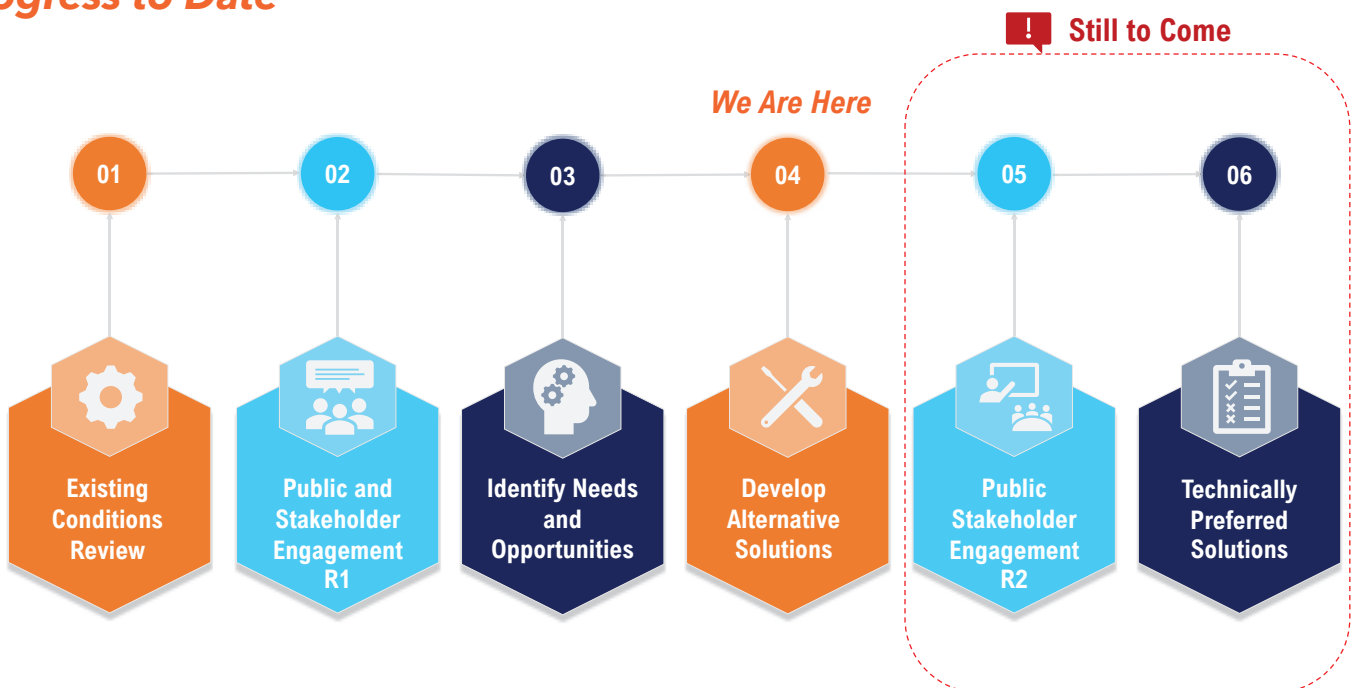 ogress to Date
! Still to Come
We Are Here
01
02
03
04
05
06
Existing
Conditions
Review
Public and
Stakeholder
Engagement
R1
Identify Needs
and
Opportunities
Develop
Alternative
Solutions
Public
Stakeholder
Engagement
R2
Technically
Preferred
Solutions